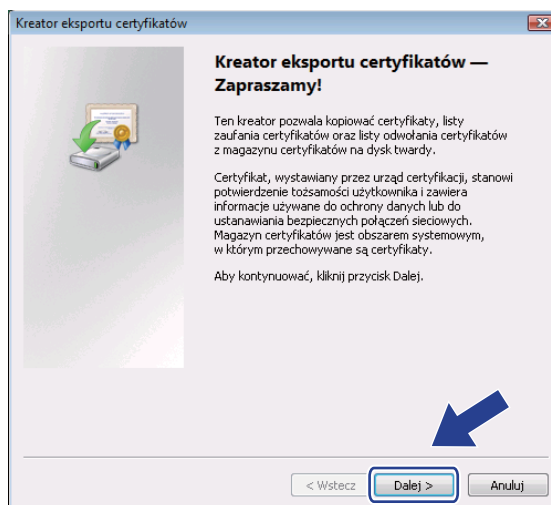 Kreator eksportu certyfikatów
Kreator eksportu certyfikatów —
Zapraszamy!
Ten kreator pozwala kopiować certyfikaty, listy
zaufania certyfikatów oraz listy odwołania certyfikatów
z magazynu certyfikatów na dysk twardy.
Certyfikat, wystawiany przez urząd certyfikacji, stanowi
potwierdzenie tożsamości użytkownika i zawiera
informacje używane do ochrony danych lub do
ustanawiania bezpiecznych połączeń sieciowych.
Magazyn certyfikatów jest obszarem systemowym,
w którym przechowywane są certyfikaty.
Aby kontynuować, kliknij przycisk Dalej.
< Wstecz Dalej > Anuluj